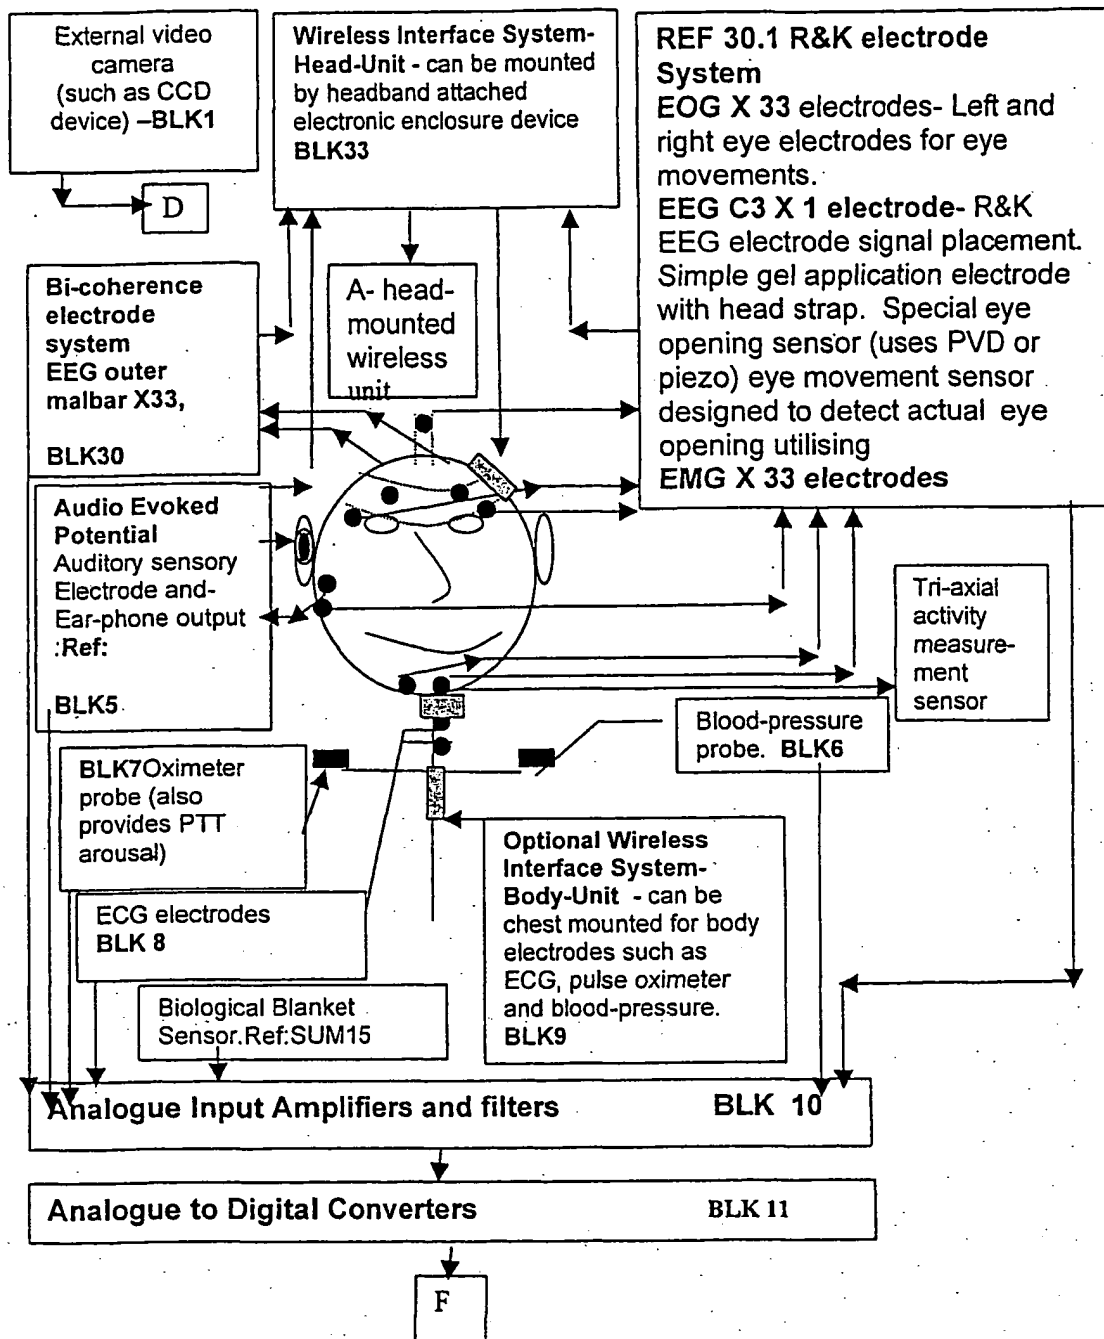 External video
camera
(such as CCD
device) –BLK1
D
Wireless Interface System-
Head-Unit - can be mounted
by headband attached
electronic enclosure device
BLK33
REF 30.1 R&K electrode
System
EOG X 33 electrodes- Left and
right eye electrodes for eye
movements.
EEG C3 X 1 electrode- R&K
EEG electrode signal placement.
Simple gel application electrode
with head strap. Special eye
opening sensor (uses PVD or
piezo) eye movement sensor
designed to detect actual eye
opening utilising
EMG X 33 electrodes
Bi-coherence
electrode
system
EEG outer
malbar X33,
BLK30
A- head-
mounted
wireless
unit
Audio Evoked
Potential
Auditory sensory
Electrode and-
Ear-phone output
:Ref:
BLK5
Tri-axial
activity
measure-
ment
sensor
Blood-pressure
probe. BLK6
BLK7Oximeter
probe (also
provides PTT
arousal)
ECG electrodes
BLK 8
Optional Wireless
Interface System-
Body-Unit - can be
chest mounted for body
electrodes such as
ECG, pulse oximeter
and blood-pressure.
BLK9
Biological Blanket
Sensor.Ref:SUM15
Analogue Input Amplifiers and filters BLK 10
Analogue to Digital Converters BLK 11
F